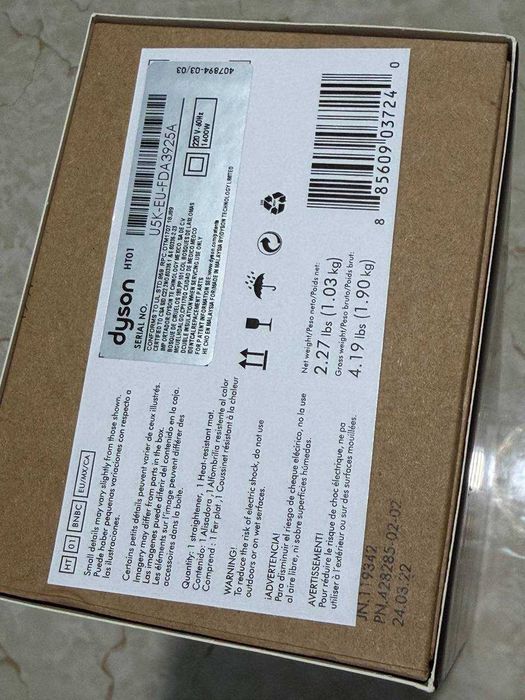 HT 01 BNBC EU/MX/CA
Small details may vary slightly from those shown.
Puede haber pequeñas variaciones con respecto a
las ilustraciones.
Certains petits détails peuvent varier de ceux illustrés.
Images may differ from parts in the box.
Las imágenes puede diferir del contenido en la caja.
Les éléments sur l'image peuvent différer des
accessoires dans la boîte.
Quantity: 1 straightener, 1 Heat-resistant mat.
Contenido: 1 Alisadora, 1 Alfombrilla resistente al calor
Comprend: 1 Fer plat, 1 Coussinet résistant à la chaleur
WARNING!
To reduce the risk of electric shock, do not use
outdoors or on wet surfaces.
¡ADVERTENCIA!
Para disminuir el riesgo de choque eléctrico, no la use
al aire libre, ni sobre superficies húmedas.
AVERTISSEMENT!
Pour réduire le risque de choc électrique, ne pa
utiliser à l'extérieur ou sur des surfaces mouillées.
JN.119342
PN.428285-02/02
24.03.22
dyson HT01
SERIAL NO.
U5K-EU-FDA3925A
407894-03/03
220 V~60Hz
1600W
Net weight/Peso neto/Poids net:
2.27 lbs (1.03 kg)
Gross weight/Peso bruto/Poids brut:
4.19 lbs (1.90 kg)
8 85609 03724 0